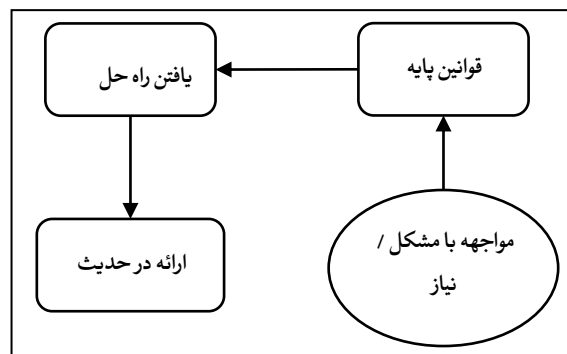 قوانین پایه
یافتن راه حل
مواجهه با مشکل /
نیاز
ارائه در حدیث